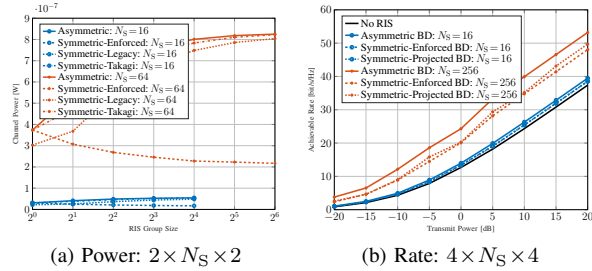 ×10⁻⁷
Asymmetric: N_S = 16
Symmetric-Enforced: N_S = 16
Symmetric-Legacy: N_S = 16
Symmetric-Takagi: N_S = 16
Asymmetric: N_S = 64
Symmetric-Enforced: N_S = 64
Symmetric-Legacy: N_S = 64
Symmetric-Takagi: N_S = 64
Channel Power [W]
9
8
7
6
5
4
3
2
1
0
2⁰ 2¹ 2² 2³ 2⁴ 2⁵ 2⁶
RIS Group Size
(a) Power: 2 × N_S × 2
No RIS
Asymmetric BD: N_S = 16
Symmetric-Enforced BD: N_S = 16
Symmetric-Projected BD: N_S = 16
Asymmetric BD: N_S = 256
Symmetric-Enforced BD: N_S = 256
Symmetric-Projected BD: N_S = 256
Achievable Rate [bit/s/Hz]
60
50
40
30
20
10
0
−20 −15 −10 −5 0 5 10 15 20
Transmit Power [dB]
(b) Rate: 4 × N_S × 4